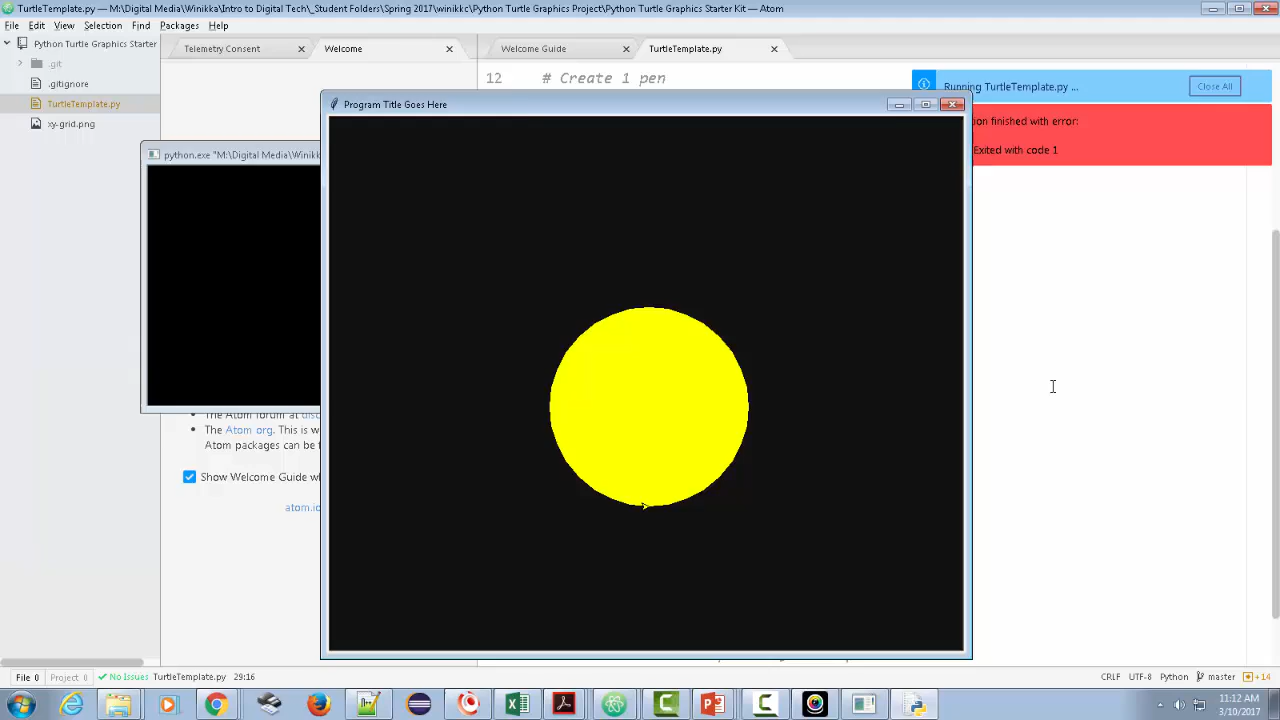 TurtleTemplate.py — M:\Digital Media\Winikka\Intro to Digital Tech\_Student Folders\Spring 2017\winikc\Python Turtle Graphics Project\Python Turtle Graphics Starter Kit — Atom
File Edit View Selection Find Packages Help
Python Turtle Graphics Starter
.git
.gitignore
TurtleTemplate.py
xy-grid.png
Telemetry Consent
Welcome
Welcome Guide
TurtleTemplate.py
12 # Create 1 pen
Running TurtleTemplate.py ...
Close All
ion finished with error:
Exited with code 1
Program Title Goes Here
python.exe "M:\Digital Media\Winikk
The Atom forum at disc
The Atom org. This is w
Atom packages can be f
Show Welcome Guide wh
atom.io
File 0 Project 0 No Issues TurtleTemplate.py 29:16
CRLF UTF-8 Python master +14
11:12 AM
3/10/2017